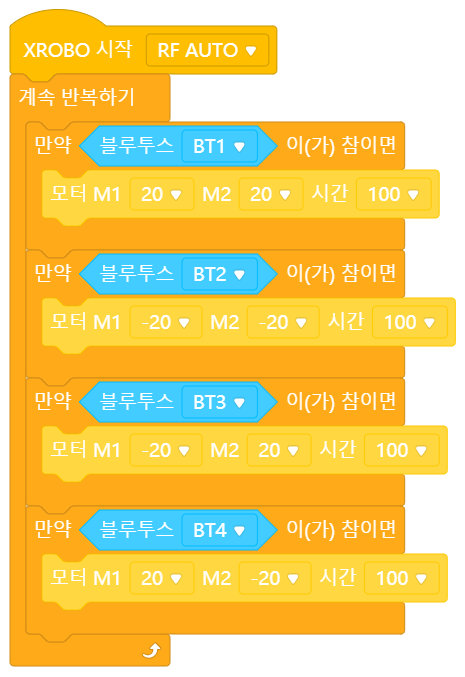 XROBO 시작 RF AUTO
계속 반복하기
만약 블루투스 BT1 이(가) 참이면
모터 M1 20 M2 20 시간 100
만약 블루투스 BT2 이(가) 참이면
모터 M1 -20 M2 -20 시간 100
만약 블루투스 BT3 이(가) 참이면
모터 M1 -20 M2 20 시간 100
만약 블루투스 BT4 이(가) 참이면
모터 M1 20 M2 -20 시간 100